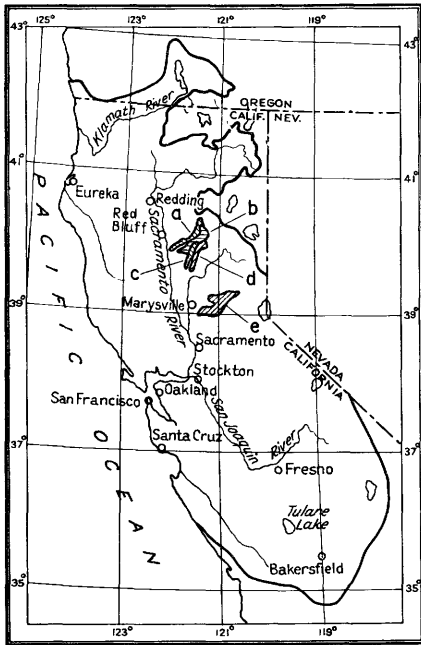 43° 125° 123° 121° 119° 43°
OREGON
CALIF. NEV.
Klamath River
41° 41°
Eureka
Redding
a b
Red
Bluff
Sacramento
River
c d
39° 39°
Marysville
e
Sacramento
NEVADA
CALIFORNIA
Stockton
Oakland
San Francisco
San Joaquin
River
Santa Cruz
37° 37°
Fresno
Tulare
Lake
Bakersfield
35° 35°
PACIFIC
OCEAN
123° 121° 119°